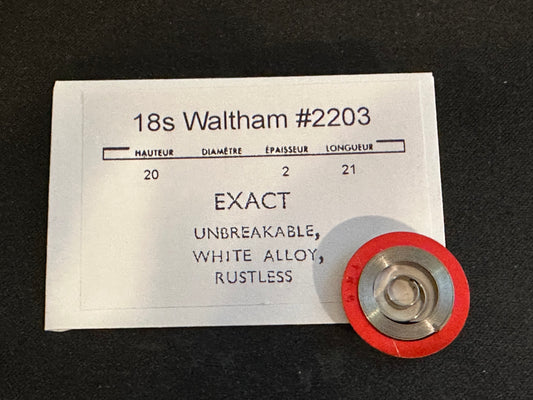 18s Waltham #2203
HAUTEUR DIAMÈTRE ÉPAISSEUR LONGUEUR
20 2 21
EXACT
UNBREAKABLE,
WHITE ALLOY,
RUSTLESS